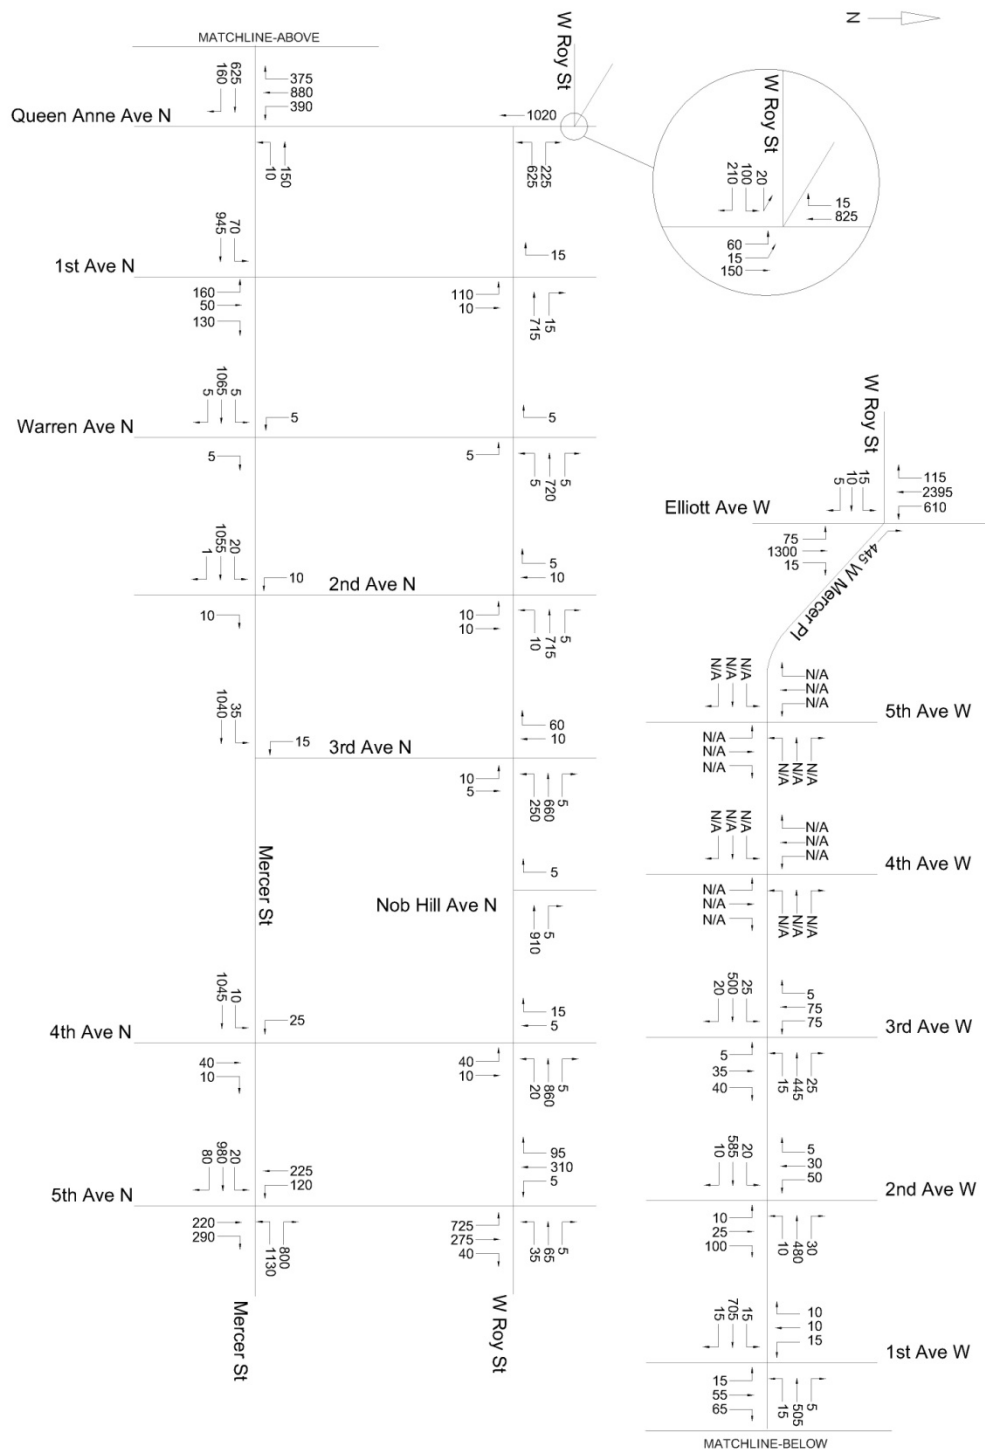 N
MATCHLINE-ABOVE
W Roy St
160
625
375
880
390
Queen Anne Ave N
1020
10
150
625
225
W Roy St
210
100
20
15
825
60
15
150
945
70
15
1st Ave N
160
50
130
110
10
715
15
5
1065
5
5
5
Warren Ave N
5
5
5
720
5
W Roy St
5
10
15
115
2395
610
Elliott Ave W
75
1300
15
445 W Mercer Pl
1
1055
20
10
5
10
2nd Ave N
10
10
10
10
715
5
1040
35
15
60
10
3rd Ave N
10
5
250
660
5
N/A
N/A
N/A
N/A
N/A
N/A
5th Ave W
N/A
N/A
N/A
N/A
N/A
N/A
Mercer St
5
Nob Hill Ave N
910
5
N/A
N/A
N/A
N/A
N/A
N/A
4th Ave W
N/A
N/A
N/A
N/A
N/A
N/A
1045
10
25
15
5
4th Ave N
40
10
40
10
20
860
5
20
500
25
5
75
75
3rd Ave W
5
35
40
15
445
25
80
980
20
225
120
95
310
5
5th Ave N
220
290
1130
800
725
275
40
35
65
5
Mercer St
W Roy St
10
585
20
5
30
50
2nd Ave W
10
25
100
10
480
30
15
705
15
10
10
15
1st Ave W
15
55
65
15
505
5
MATCHLINE-BELOW